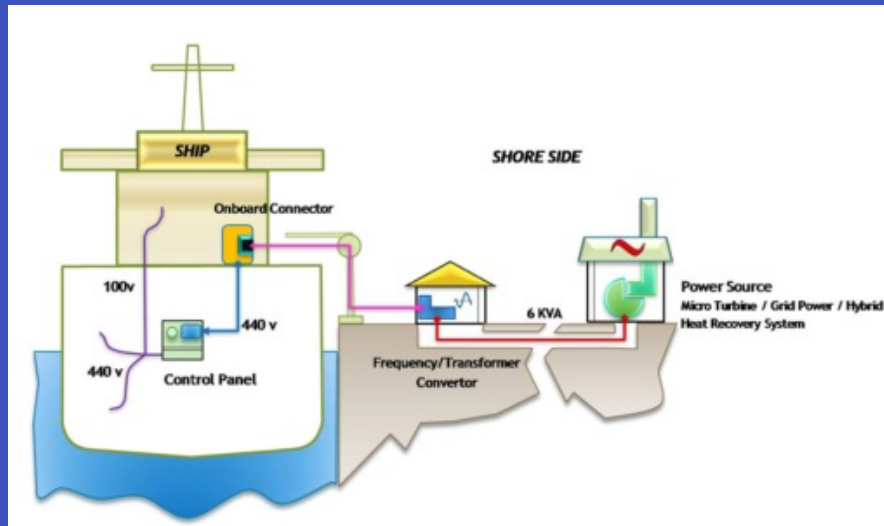 SHIP
SHORE SIDE
Onboard Connector
100v
440 v
440 v
Control Panel
6 KVA
Power Source
Micro Turbine / Grid Power / Hybrid
Heat Recovery System
Frequency/Transformer
Convertor